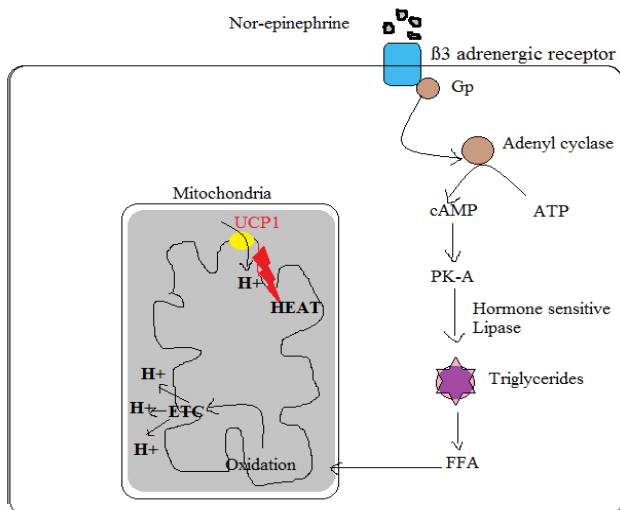 Nor-epinephrine
ß3 adrenergic receptor
Gp
Adenyl cyclase
cAMP
ATP
PK-A
Hormone sensitive
Lipase
Triglycerides
FFA
Mitochondria
UCP1
H+
HEAT
H+
H+
ETC
H+
Oxidation